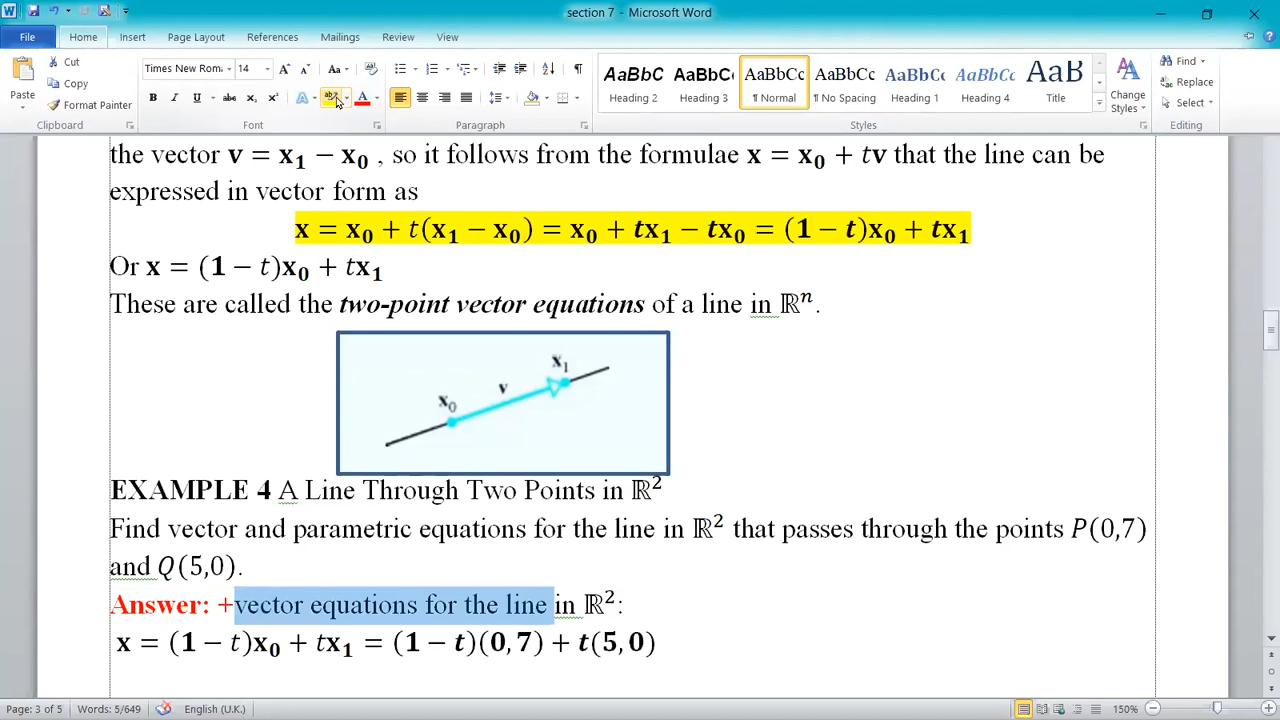 section 7 - Microsoft Word
File Home Insert Page Layout References Mailings Review View
Paste
Cut
Copy
Format Painter
Clipboard
Times New Rom 14
Font
Paragraph
AaBbC Heading 2
AaBbCc Heading 3
AaBbCc ¶ Normal
AaBbCc ¶ No Spacing
AaBbCc Heading 1
AaBbCc Heading 4
AaB Title
Change Styles
Styles
Find
Replace
Select
Editing
the vector v = x₁ − x₀ , so it follows from the formulae x = x₀ + tv that the line can be
expressed in vector form as
x = x₀ + t(x₁ − x₀) = x₀ + tx₁ − tx₀ = (1 − t)x₀ + tx₁
Or x = (1 − t)x₀ + tx₁
These are called the two-point vector equations of a line in ℝⁿ.
x₁
v
x₀
EXAMPLE 4 A Line Through Two Points in ℝ²
Find vector and parametric equations for the line in ℝ² that passes through the points P(0,7)
and Q(5,0).
Answer: +vector equations for the line in ℝ²:
x = (1 − t)x₀ + tx₁ = (1 − t)(0, 7) + t(5, 0)
Page: 3 of 5 Words: 5/649 English (U.K.) 150%